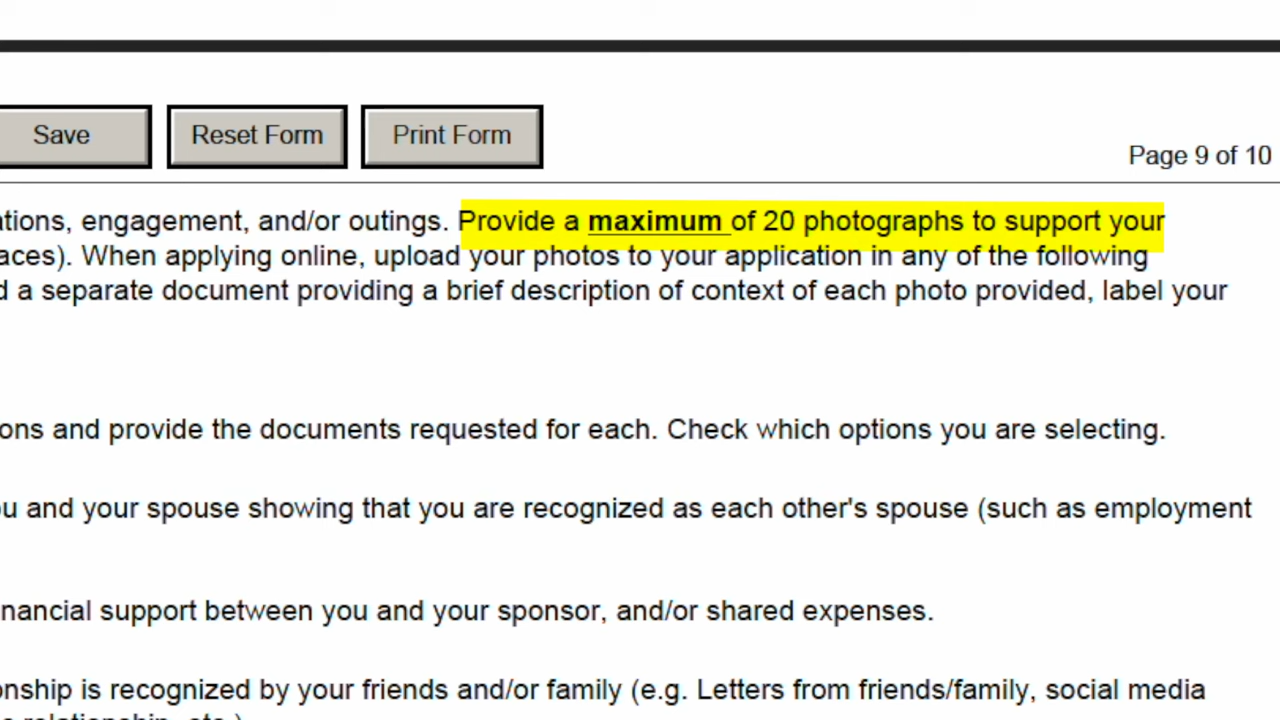 Save Reset Form Print Form
Page 9 of 10
ations, engagement, and/or outings. Provide a maximum of 20 photographs to support your
aces). When applying online, upload your photos to your application in any of the following
d a separate document providing a brief description of context of each photo provided, label your
ons and provide the documents requested for each. Check which options you are selecting.
ou and your spouse showing that you are recognized as each other's spouse (such as employment
nancial support between you and your sponsor, and/or shared expenses.
onship is recognized by your friends and/or family (e.g. Letters from friends/family, social media
relationship, etc.)